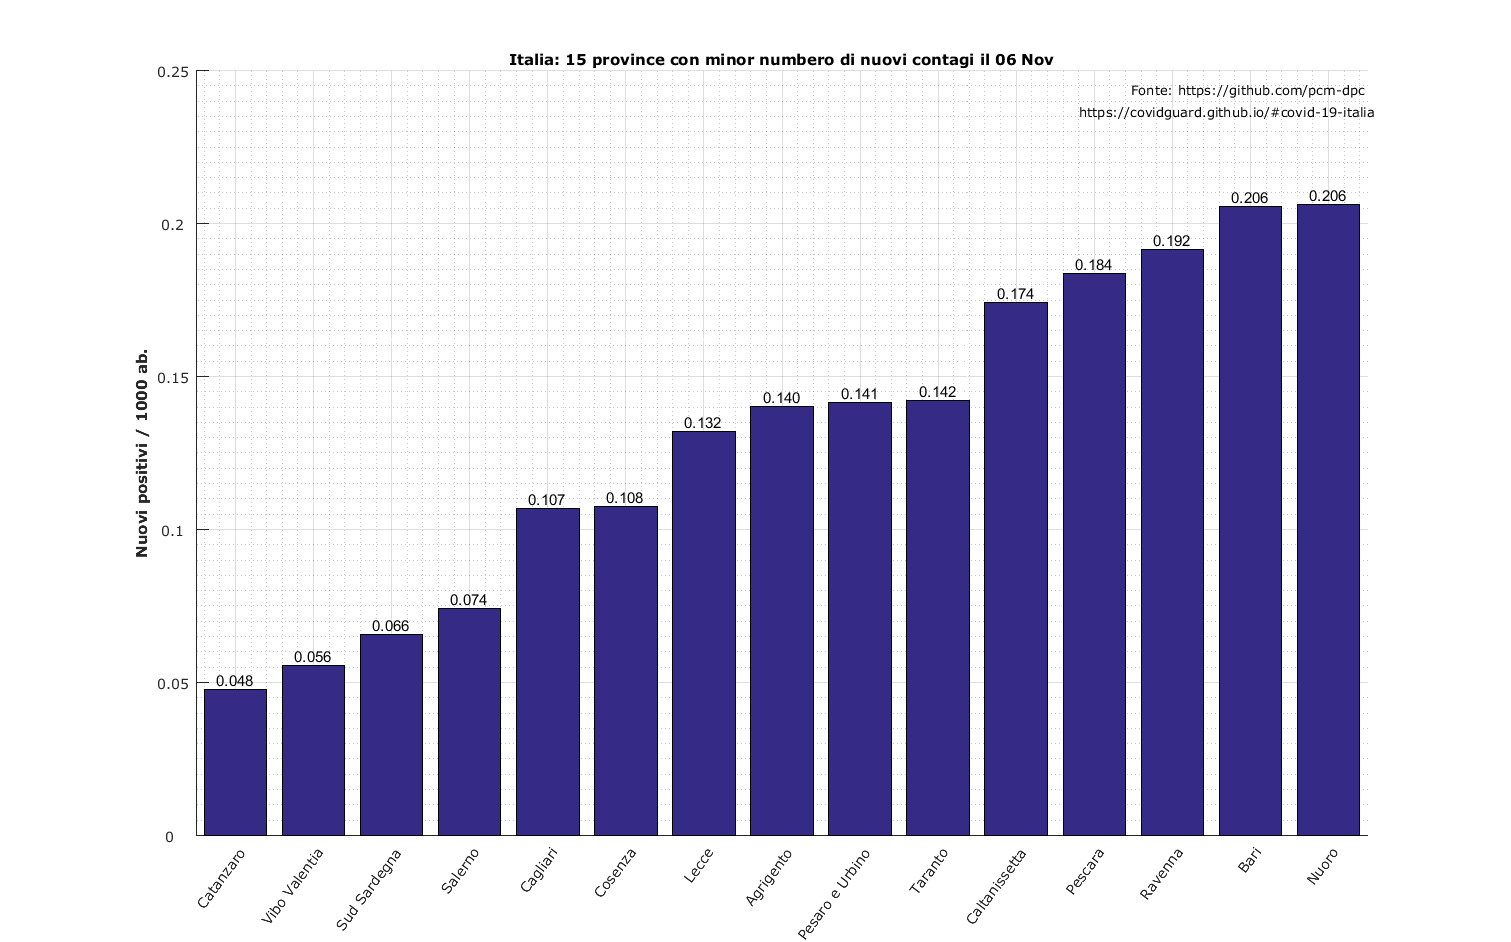 Italia: 15 province con minor numbero di nuovi contagi il 06 Nov
Fonte: https://github.com/pcm-dpc
https://covidguard.github.io/#covid-19-italia
Nuovi positivi / 1000 ab.
0.25
0.2
0.15
0.1
0.05
0
0.048
0.056
0.066
0.074
0.107
0.108
0.132
0.140
0.141
0.142
0.174
0.184
0.192
0.206
0.206
Catanzaro
Vibo Valentia
Sud Sardegna
Salerno
Cagliari
Cosenza
Lecce
Agrigento
Pesaro e Urbino
Taranto
Caltanissetta
Pescara
Ravenna
Bari
Nuoro